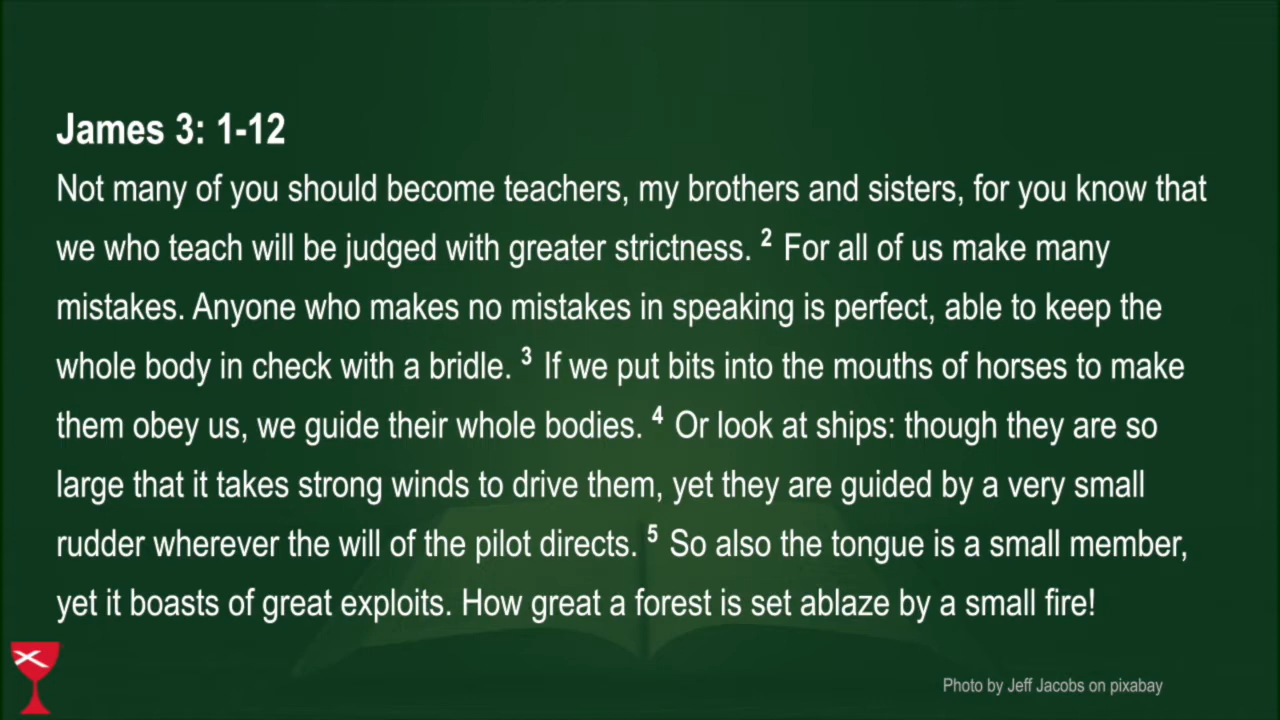 James 3: 1-12
Not many of you should become teachers, my brothers and sisters, for you know that
we who teach will be judged with greater strictness. 2 For all of us make many
mistakes. Anyone who makes no mistakes in speaking is perfect, able to keep the
whole body in check with a bridle. 3 If we put bits into the mouths of horses to make
them obey us, we guide their whole bodies. 4 Or look at ships: though they are so
large that it takes strong winds to drive them, yet they are guided by a very small
rudder wherever the will of the pilot directs. 5 So also the tongue is a small member,
yet it boasts of great exploits. How great a forest is set ablaze by a small fire!
Photo by Jeff Jacobs on pixabay